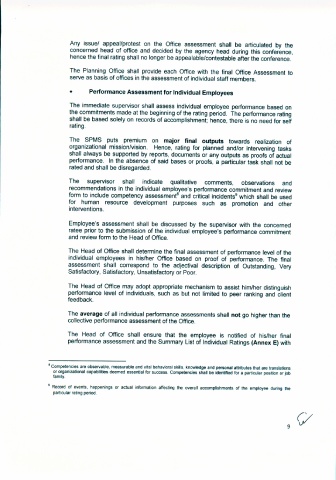 Any issue/ appeal/protest on the Office assessment shall be articulated by the
concerned head of office and decided by the agency head during this conference,
hence the final rating shall no longer be appealable/contestable after the conference.
The Planning Office shall provide each Office with the final Office Assessment to
serve as basis of offices in the assessment of individual staff members.
• Performance Assessment for Individual Employees
The immediate supervisor shall assess individual employee performance based on
the commitments made at the beginning of the rating period. The performance rating
shall be based solely on records of accomplishment; hence, there is no need for self
rating.
The SPMS puts premium on major final outputs towards realization of
organizational mission/vision. Hence, rating for planned and/or intervening tasks
shall always be supported by reports, documents or any outputs as proofs of actual
performance. In the absence of said bases or proofs, a particular task shall not be
rated and shall be disregarded.
The supervisor shall indicate qualitative comments, observations and
recommendations in the individual employee's performance commitment and review
form to include competency assessment⁸ and critical incidents⁹ which shall be used
for human resource development purposes such as promotion and other
interventions.
Employee's assessment shall be discussed by the supervisor with the concerned
ratee prior to the submission of the individual employee's performance commitment
and review form to the Head of Office.
The Head of Office shall determine the final assessment of performance level of the
individual employees in his/her Office based on proof of performance. The final
assessment shall correspond to the adjectival description of Outstanding, Very
Satisfactory, Satisfactory, Unsatisfactory or Poor.
The Head of Office may adopt appropriate mechanism to assist him/her distinguish
performance level of individuals, such as but not limited to peer ranking and client
feedback.
The average of all individual performance assessments shall not go higher than the
collective performance assessment of the Office.
The Head of Office shall ensure that the employee is notified of his/her final
performance assessment and the Summary List of Individual Ratings (Annex E) with
⁸ Competencies are observable, measurable and vital behavioral skills, knowledge and personal attributes that are translations
or organizational capabilities deemed essential for success. Competencies shall be identified for a particular position or job
family.
⁹ Record of events, happenings or actual information affecting the overall accomplishments of the employee during the
particular rating period.
9